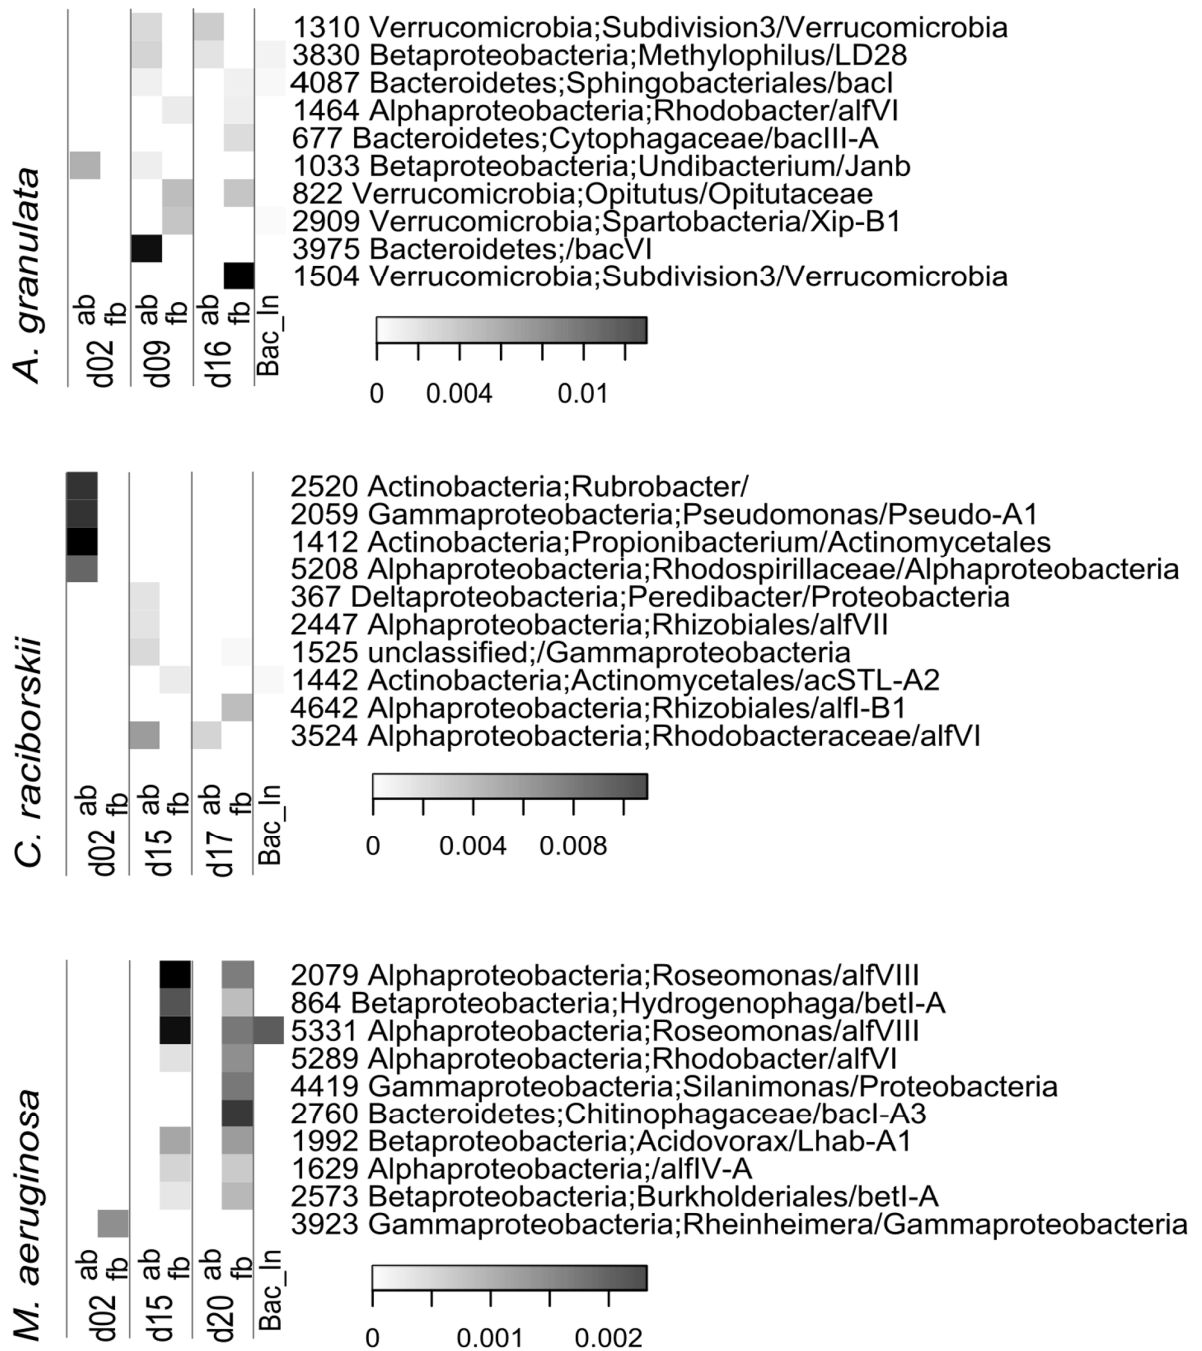 A. granulata
1310 Verrucomicrobia;Subdivision3/Verrucomicrobia
3830 Betaproteobacteria;Methylophilus/LD28
4087 Bacteroidetes;Sphingobacteriales/bacI
1464 Alphaproteobacteria;Rhodobacter/alfVI
677 Bacteroidetes;Cytophagaceae/bacIII-A
1033 Betaproteobacteria;Undibacterium/Janb
822 Verrucomicrobia;Opitutus/Opitutaceae
2909 Verrucomicrobia;Spartobacteria/Xip-B1
3975 Bacteroidetes;/bacVI
1504 Verrucomicrobia;Subdivision3/Verrucomicrobia
ab fb ab fb ab fb Bac_In
d02 d09 d16
0 0.004 0.01
C. raciborskii
2520 Actinobacteria;Rubrobacter/
2059 Gammaproteobacteria;Pseudomonas/Pseudo-A1
1412 Actinobacteria;Propionibacterium/Actinomycetales
5208 Alphaproteobacteria;Rhodospirillaceae/Alphaproteobacteria
367 Deltaproteobacteria;Peredibacter/Proteobacteria
2447 Alphaproteobacteria;Rhizobiales/alfVII
1525 unclassified;/Gammaproteobacteria
1442 Actinobacteria;Actinomycetales/acSTL-A2
4642 Alphaproteobacteria;Rhizobiales/alfI-B1
3524 Alphaproteobacteria;Rhodobacteraceae/alfVI
ab fb ab fb ab fb Bac_In
d02 d15 d17
0 0.004 0.008
M. aeruginosa
2079 Alphaproteobacteria;Roseomonas/alfVIII
864 Betaproteobacteria;Hydrogenophaga/betI-A
5331 Alphaproteobacteria;Roseomonas/alfVIII
5289 Alphaproteobacteria;Rhodobacter/alfVI
4419 Gammaproteobacteria;Silanimonas/Proteobacteria
2760 Bacteroidetes;Chitinophagaceae/bacI-A3
1992 Betaproteobacteria;Acidovorax/Lhab-A1
1629 Alphaproteobacteria;/alfIV-A
2573 Betaproteobacteria;Burkholderiales/betI-A
3923 Gammaproteobacteria;Rheinheimera/Gammaproteobacteria
ab fb ab fb ab fb Bac_In
d02 d15 d20
0 0.001 0.002